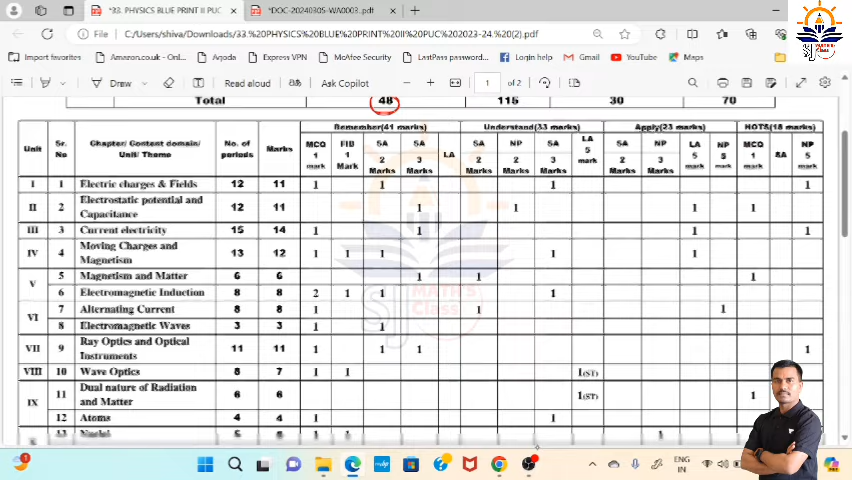 *33. PHYSICS BLUE PRINT II PUC
*DOC-20240305-WA0003_.pdf
File
C:/Users/shiva/Downloads/33.%20PHYSICS%20BLUE%20PRINT%20II%20PUC%202023-24.%20(2).pdf
Import favorites
Amazon.co.uk - Onl...
Agoda
Express VPN
McAfee Security
LastPass password...
Login help
Gmail
YouTube
Maps
Draw
Read aloud
Ask Copilot
1 of 2
Total 48 115 30 70
Unit Sr. No Chapter/ Content domain/ Unit/ Theme No. of periods Marks
Remember(41 marks) Understand(33 marks) Apply(23 marks) HOTS(18 marks)
MCQ 1 mark FIB 1 Mark SA 2 Marks SA 3 Marks LA SA 2 Marks NP 2 Marks SA 3 Marks LA 5 mark SA 2 Marks NP 3 Marks LA 5 mark NP 5 mark MCQ 1 mark SA NP 5 mark
I 1 Electric charges & Fields 12 11 1 1 1 1
II 2 Electrostatic potential and Capacitance 12 11 1 1 1 1
III 3 Current electricity 15 14 1 1 1 1
IV 4 Moving Charges and Magnetism 13 12 1 1 1 1 1
V 5 Magnetism and Matter 6 6 1 1 1
6 Electromagnetic Induction 8 8 2 1 1 1
VI 7 Alternating Current 8 8 1 1 1
8 Electromagnetic Waves 3 3 1 1
VII 9 Ray Optics and Optical Instruments 11 11 1 1 1 1
VIII 10 Wave Optics 8 7 1 1 1(ST)
IX 11 Dual nature of Radiation and Matter 6 6 1(ST) 1
12 Atoms 4 4 1 1
13 Nuclei 1 1 1
SJ MATH'S Class
ENG
IN